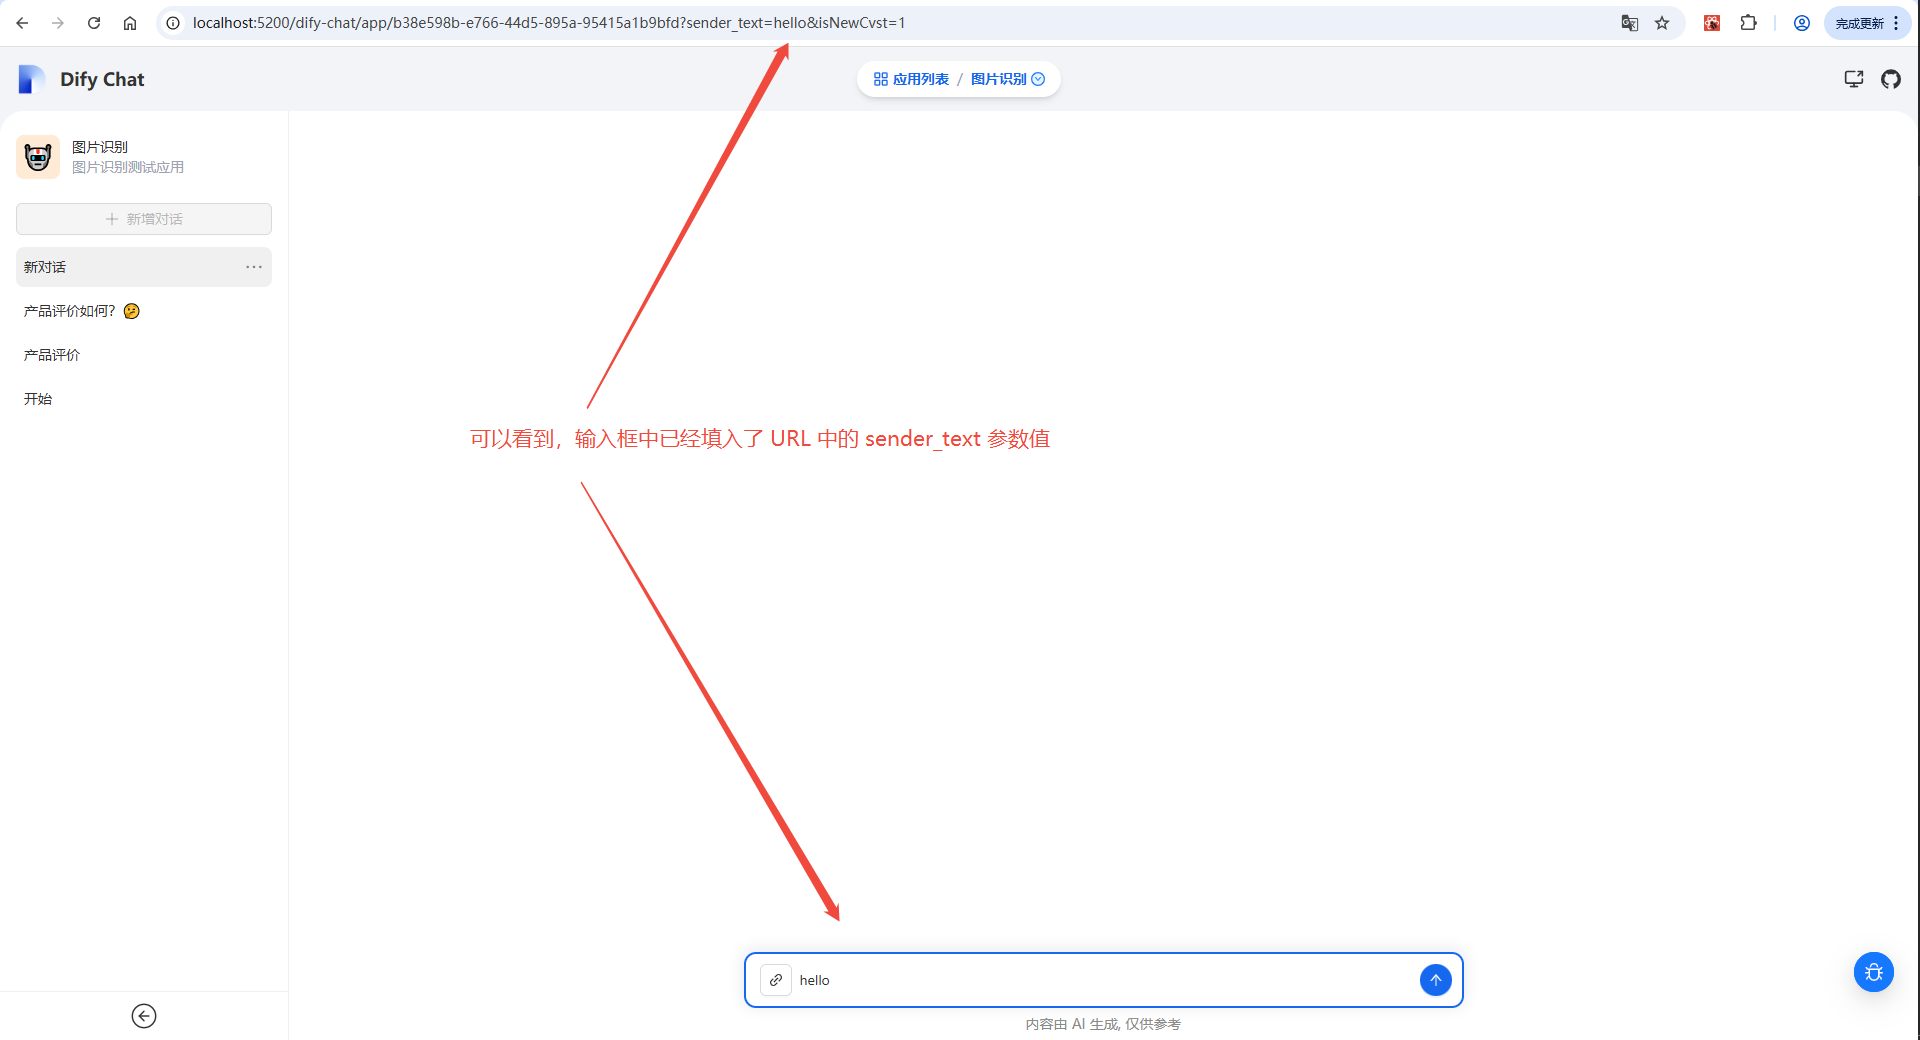 localhost:5200/dify-chat/app/b38e598b-e766-44d5-895a-95415a1b9bfd?sender_text=hello&isNewCvst=1
完成更新
Dify Chat
应用列表 / 图片识别
图片识别
图片识别测试应用
新增对话
新对话
产品评价如何？🤔
产品评价
开始
可以看到，输入框中已经填入了 URL 中的 sender_text 参数值
hello
内容由 AI 生成, 仅供参考